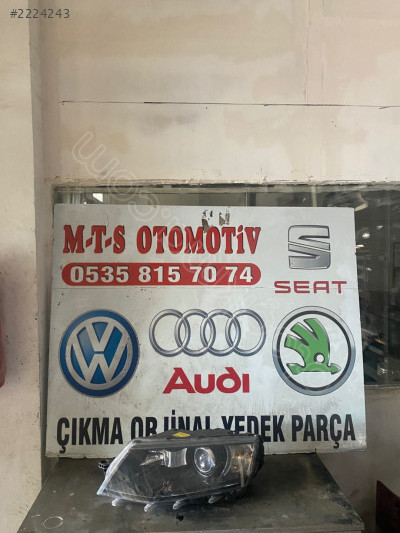 #2224243
M-T-S OTOMOTİV
0535 815 70 74
SEAT
Audi
ÇIKMA ORJİNAL YEDEK PARÇA